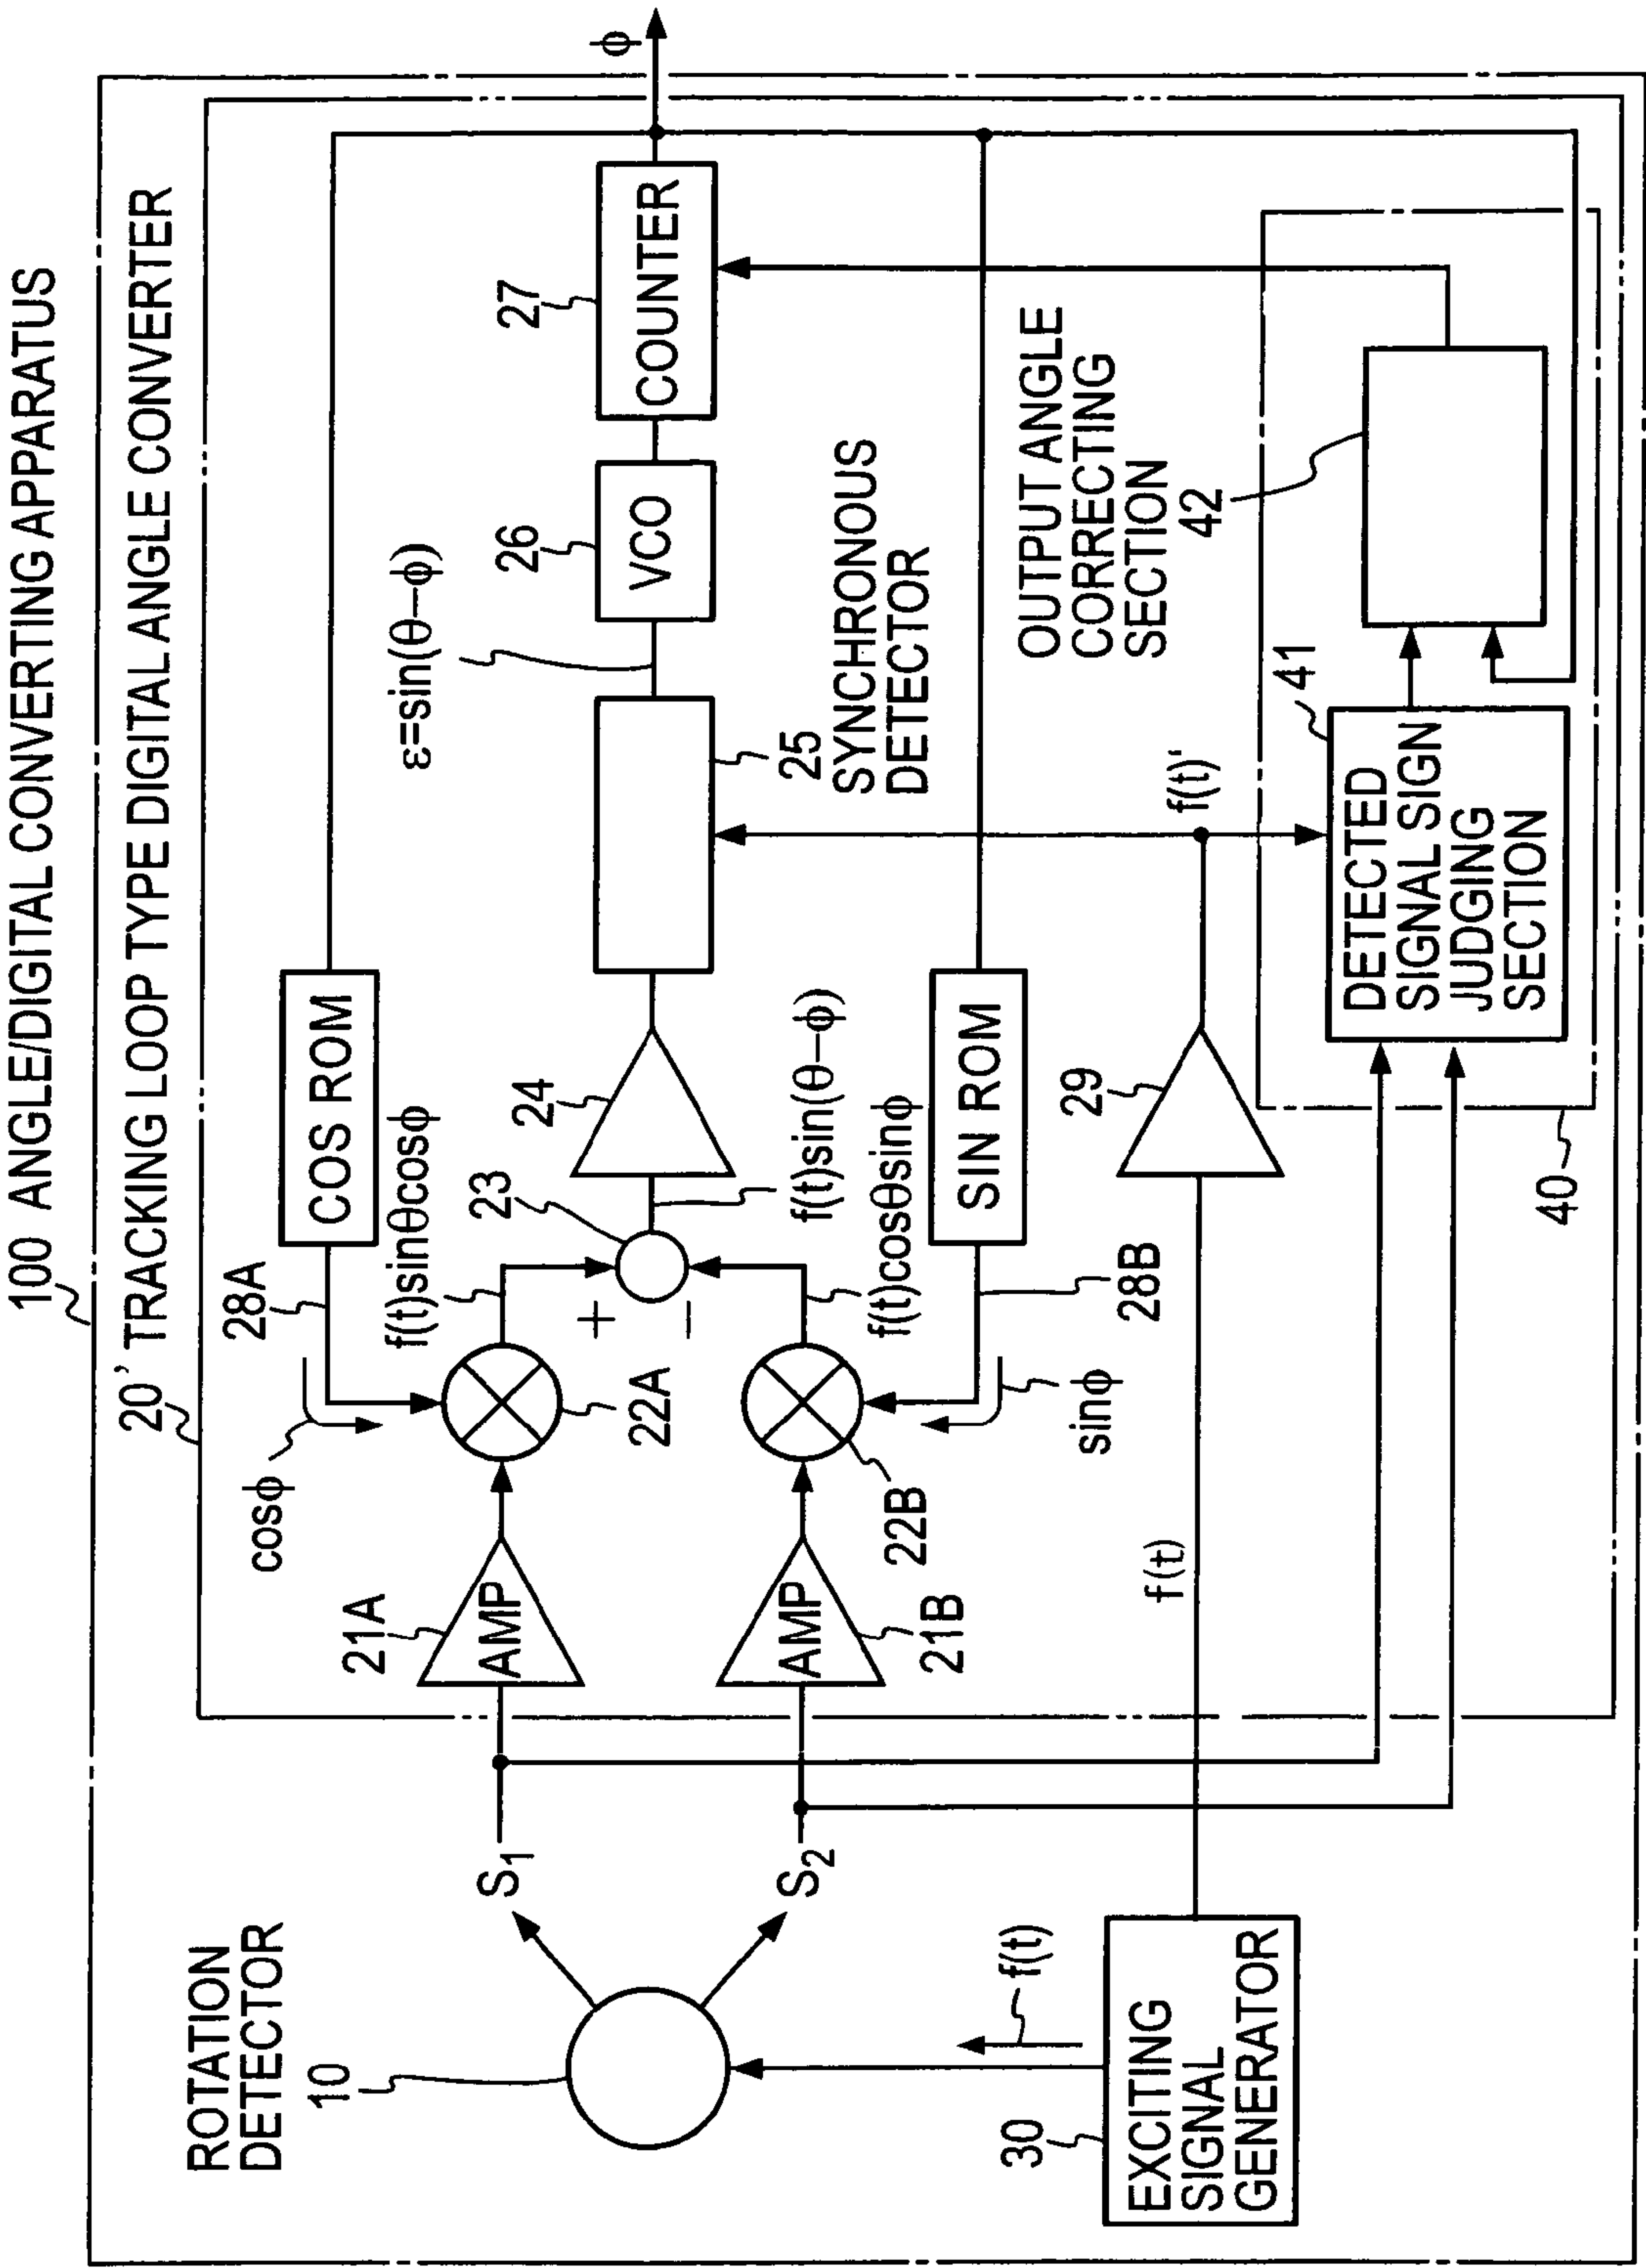 100 ANGLE/DIGITAL CONVERTING APPARATUS
20' TRACKING LOOP TYPE DIGITAL ANGLE CONVERTER
ROTATION
DETECTOR
10
S1
S2
30
EXCITING
SIGNAL
GENERATOR
f(t)
f(t)
21A
AMP
21B
AMP
cosϕ
28A
COS ROM
22A
22B
sinϕ
28B
SIN ROM
f(t)sinθcosϕ
+
−
23
f(t)cosθsinϕ
f(t)sin(θ−ϕ)
24
25
SYNCHRONOUS
DETECTOR
ε=sin(θ−ϕ)
26
VCO
27
COUNTER
ϕ
29
f(t)'
40
41
DETECTED
SIGNAL SIGN
JUDGING
SECTION
OUTPUT ANGLE
CORRECTING
SECTION
42